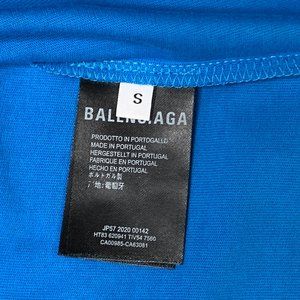 S
BALENCIAGA
PRODOTTO IN PORTOGALLO
MADE IN PORTUGAL
HERGESTELLT IN PORTUGAL
FABRIQUE EN PORTUGAL
HECHO EN PORTUGAL
ポルトガル製
产地:葡萄牙
JP57 2020 00142
HT83 620941 TIV54 7560
CA00985-CA63081